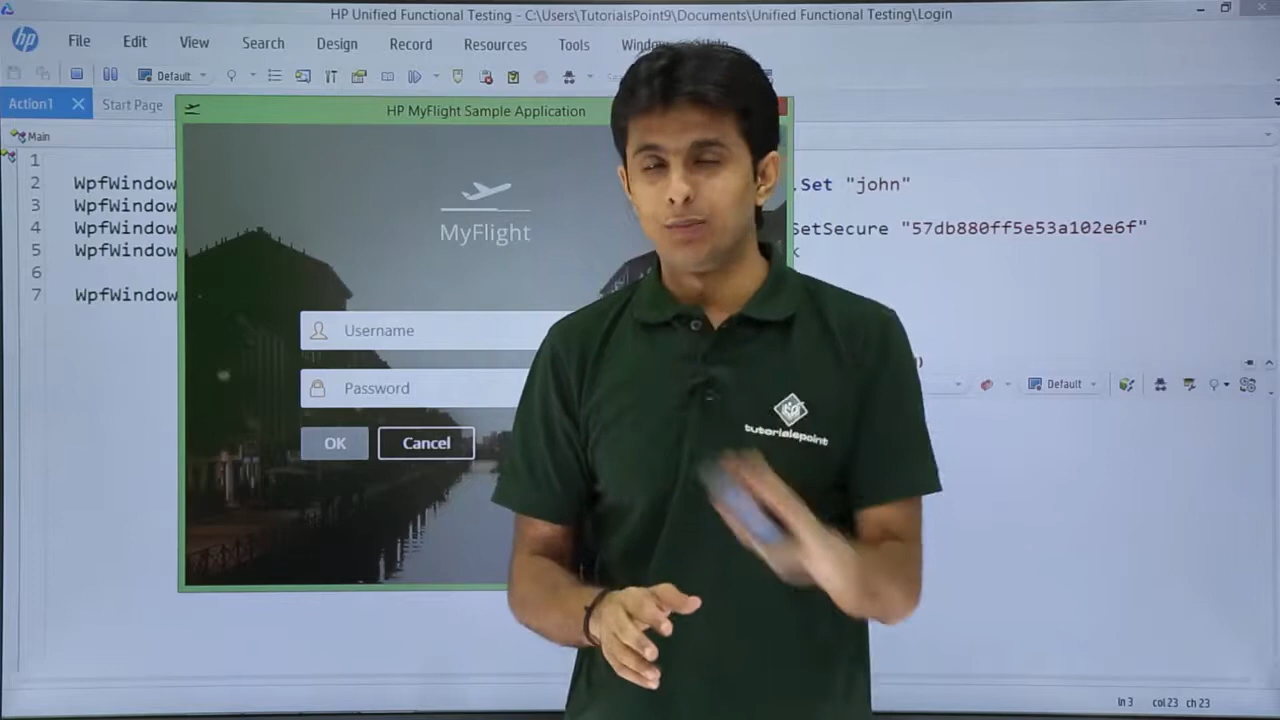 HP Unified Functional Testing - C:\Users\TutorialsPoint9\Documents\Unified Functional Testing\Login
hp
File Edit View Search Design Record Resources Tools Window Help
Default
Action1 Start Page
HP MyFlight Sample Application
Main
1
2 WpfWindow .Set "john"
3 WpfWindow
4 WpfWindow SetSecure "57db880ff5e53a102e6f"
5 WpfWindow
6
7 WpfWindow
MyFlight
Username
Password
OK Cancel
Default
tutorialspoint
ln 3 col 23 ch 23